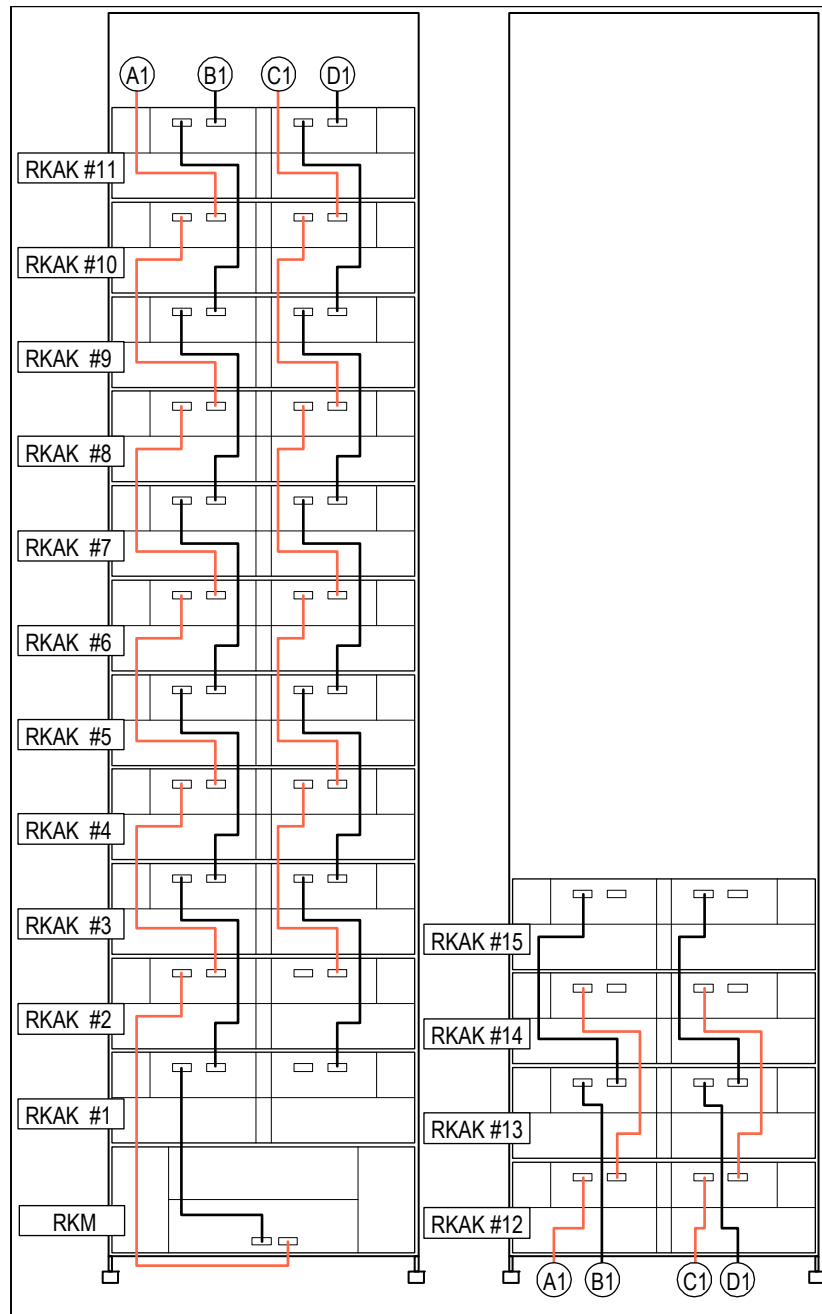 A1 B1 C1 D1
RKAK #11
RKAK #10
RKAK #9
RKAK #8
RKAK #7
RKAK #6
RKAK #5
RKAK #4
RKAK #3
RKAK #2
RKAK #1
RKM
RKAK #15
RKAK #14
RKAK #13
RKAK #12
A1 B1 C1 D1